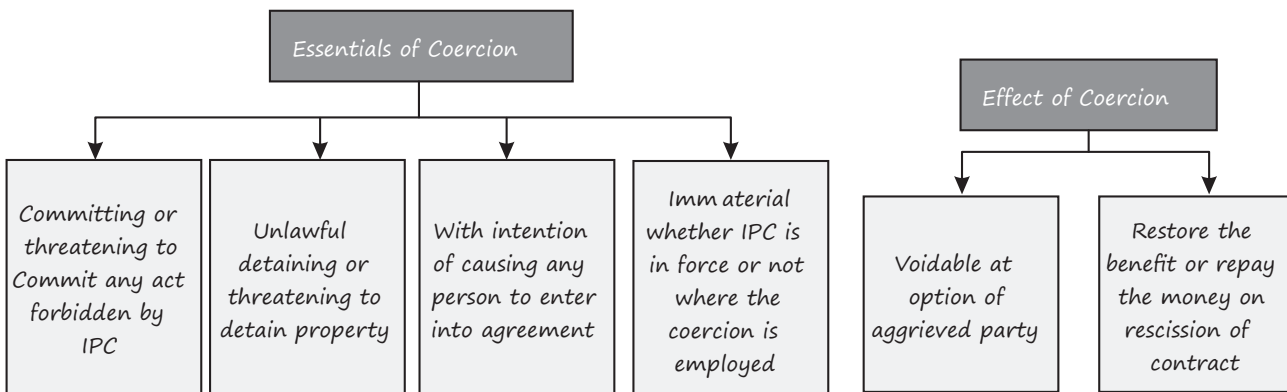 Essentials of Coercion
Committing or
threatening to
Commit any act
forbidden by
IPC
Unlawful
detaining or
threatening to
detain property
With intention
of causing any
person to enter
into agreement
Imm aterial
whether IPC is
in force or not
where the
coercion is
employed
Effect of Coercion
Voidable at
option of
aggrieved party
Restore the
benefit or repay
the money on
rescission of
contract